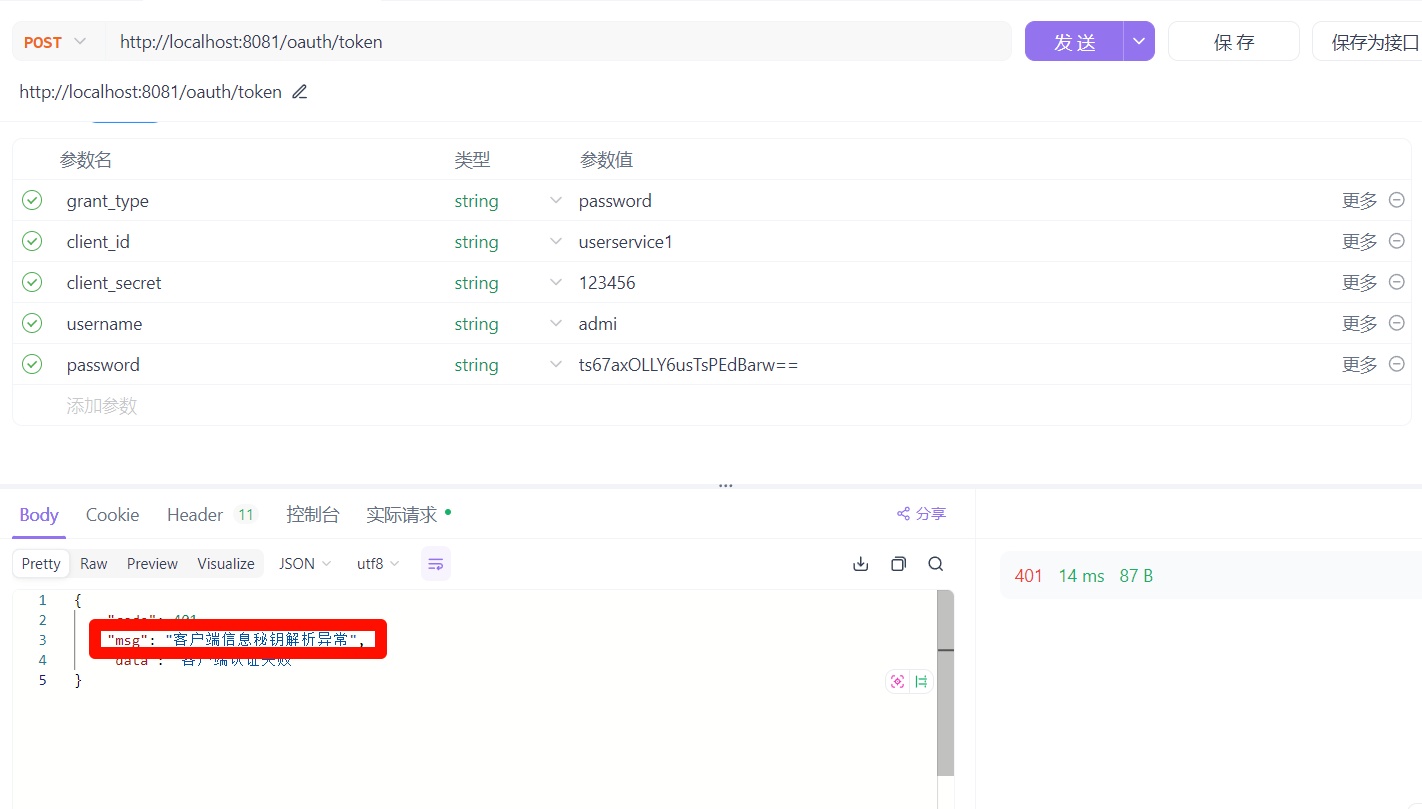 POST http://localhost:8081/oauth/token 发 送 保 存 保存为接口
http://localhost:8081/oauth/token
参数名 类型 参数值
grant_type string password 更多
client_id string userservice1 更多
client_secret string 123456 更多
username string admi 更多
password string ts67axOLLY6usTsPEdBarw== 更多
添加参数
Body Cookie Header 11 控制台 实际请求 分享
Pretty Raw Preview Visualize JSON utf8
401 14 ms 87 B
1 {
2 "code": 401
3 "msg": "客户端信息秘钥解析异常",
4 "data": "客户端认证失败"
5 }